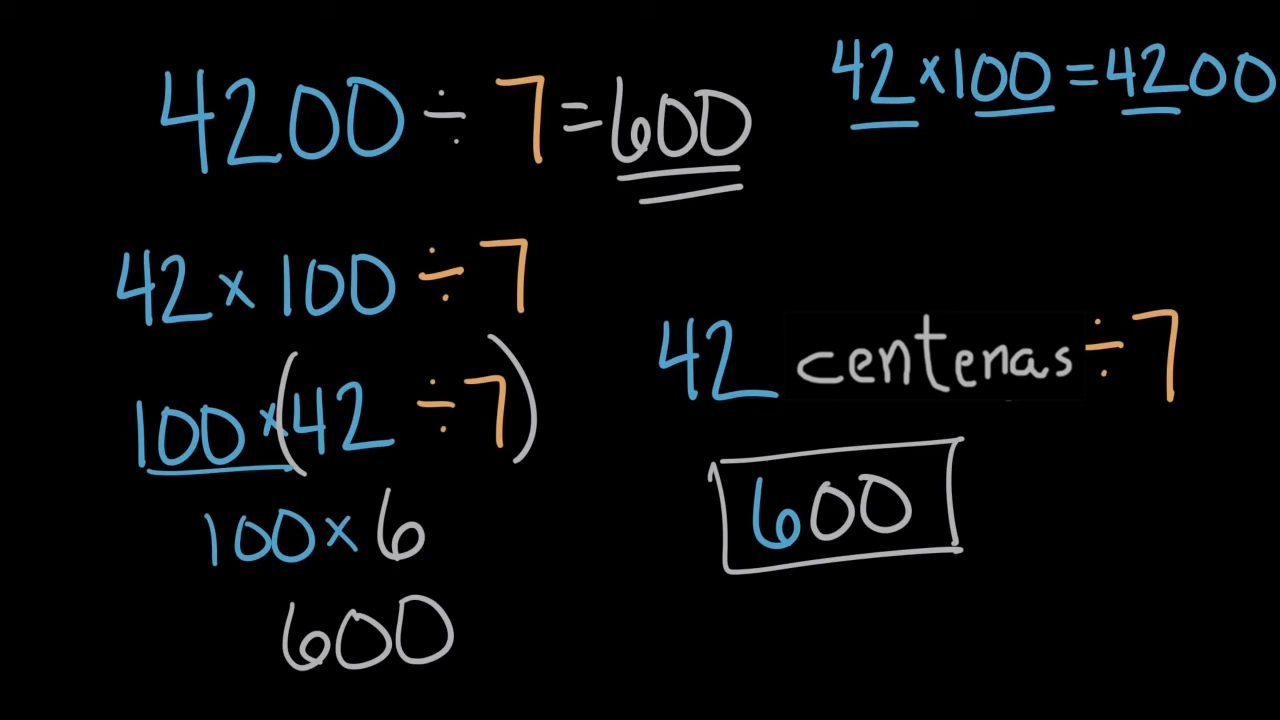 4200 ÷ 7 = 600
42 × 100 = 4200
42 × 100 ÷ 7
100 × (42 ÷ 7)
100 × 6
600
42 centenas ÷ 7
600